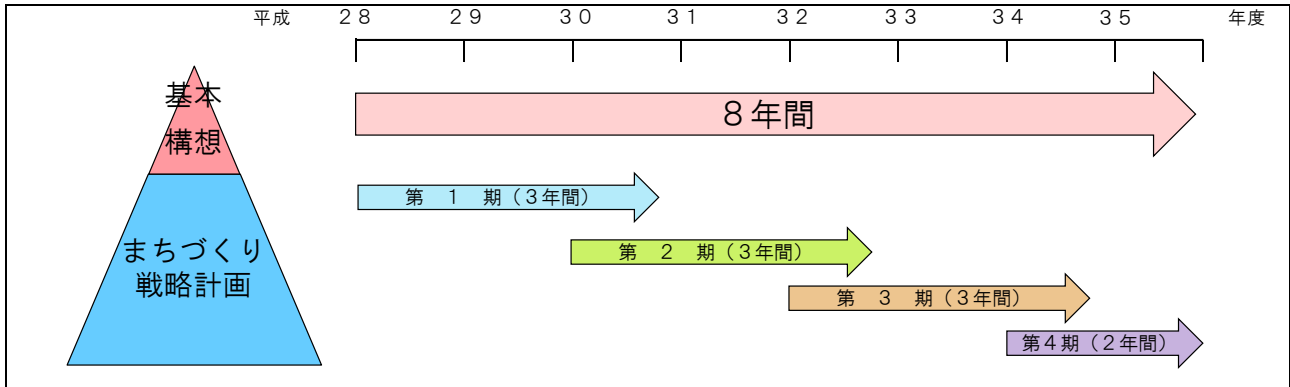 平成 ２８ ２９ ３０ ３１ ３２ ３３ ３４ ３５ 年度
基本
構想
８年間
第　１　期（３年間）
まちづくり
戦略計画
第　２　期（３年間）
第　３　期（３年間）
第４期（２年間）